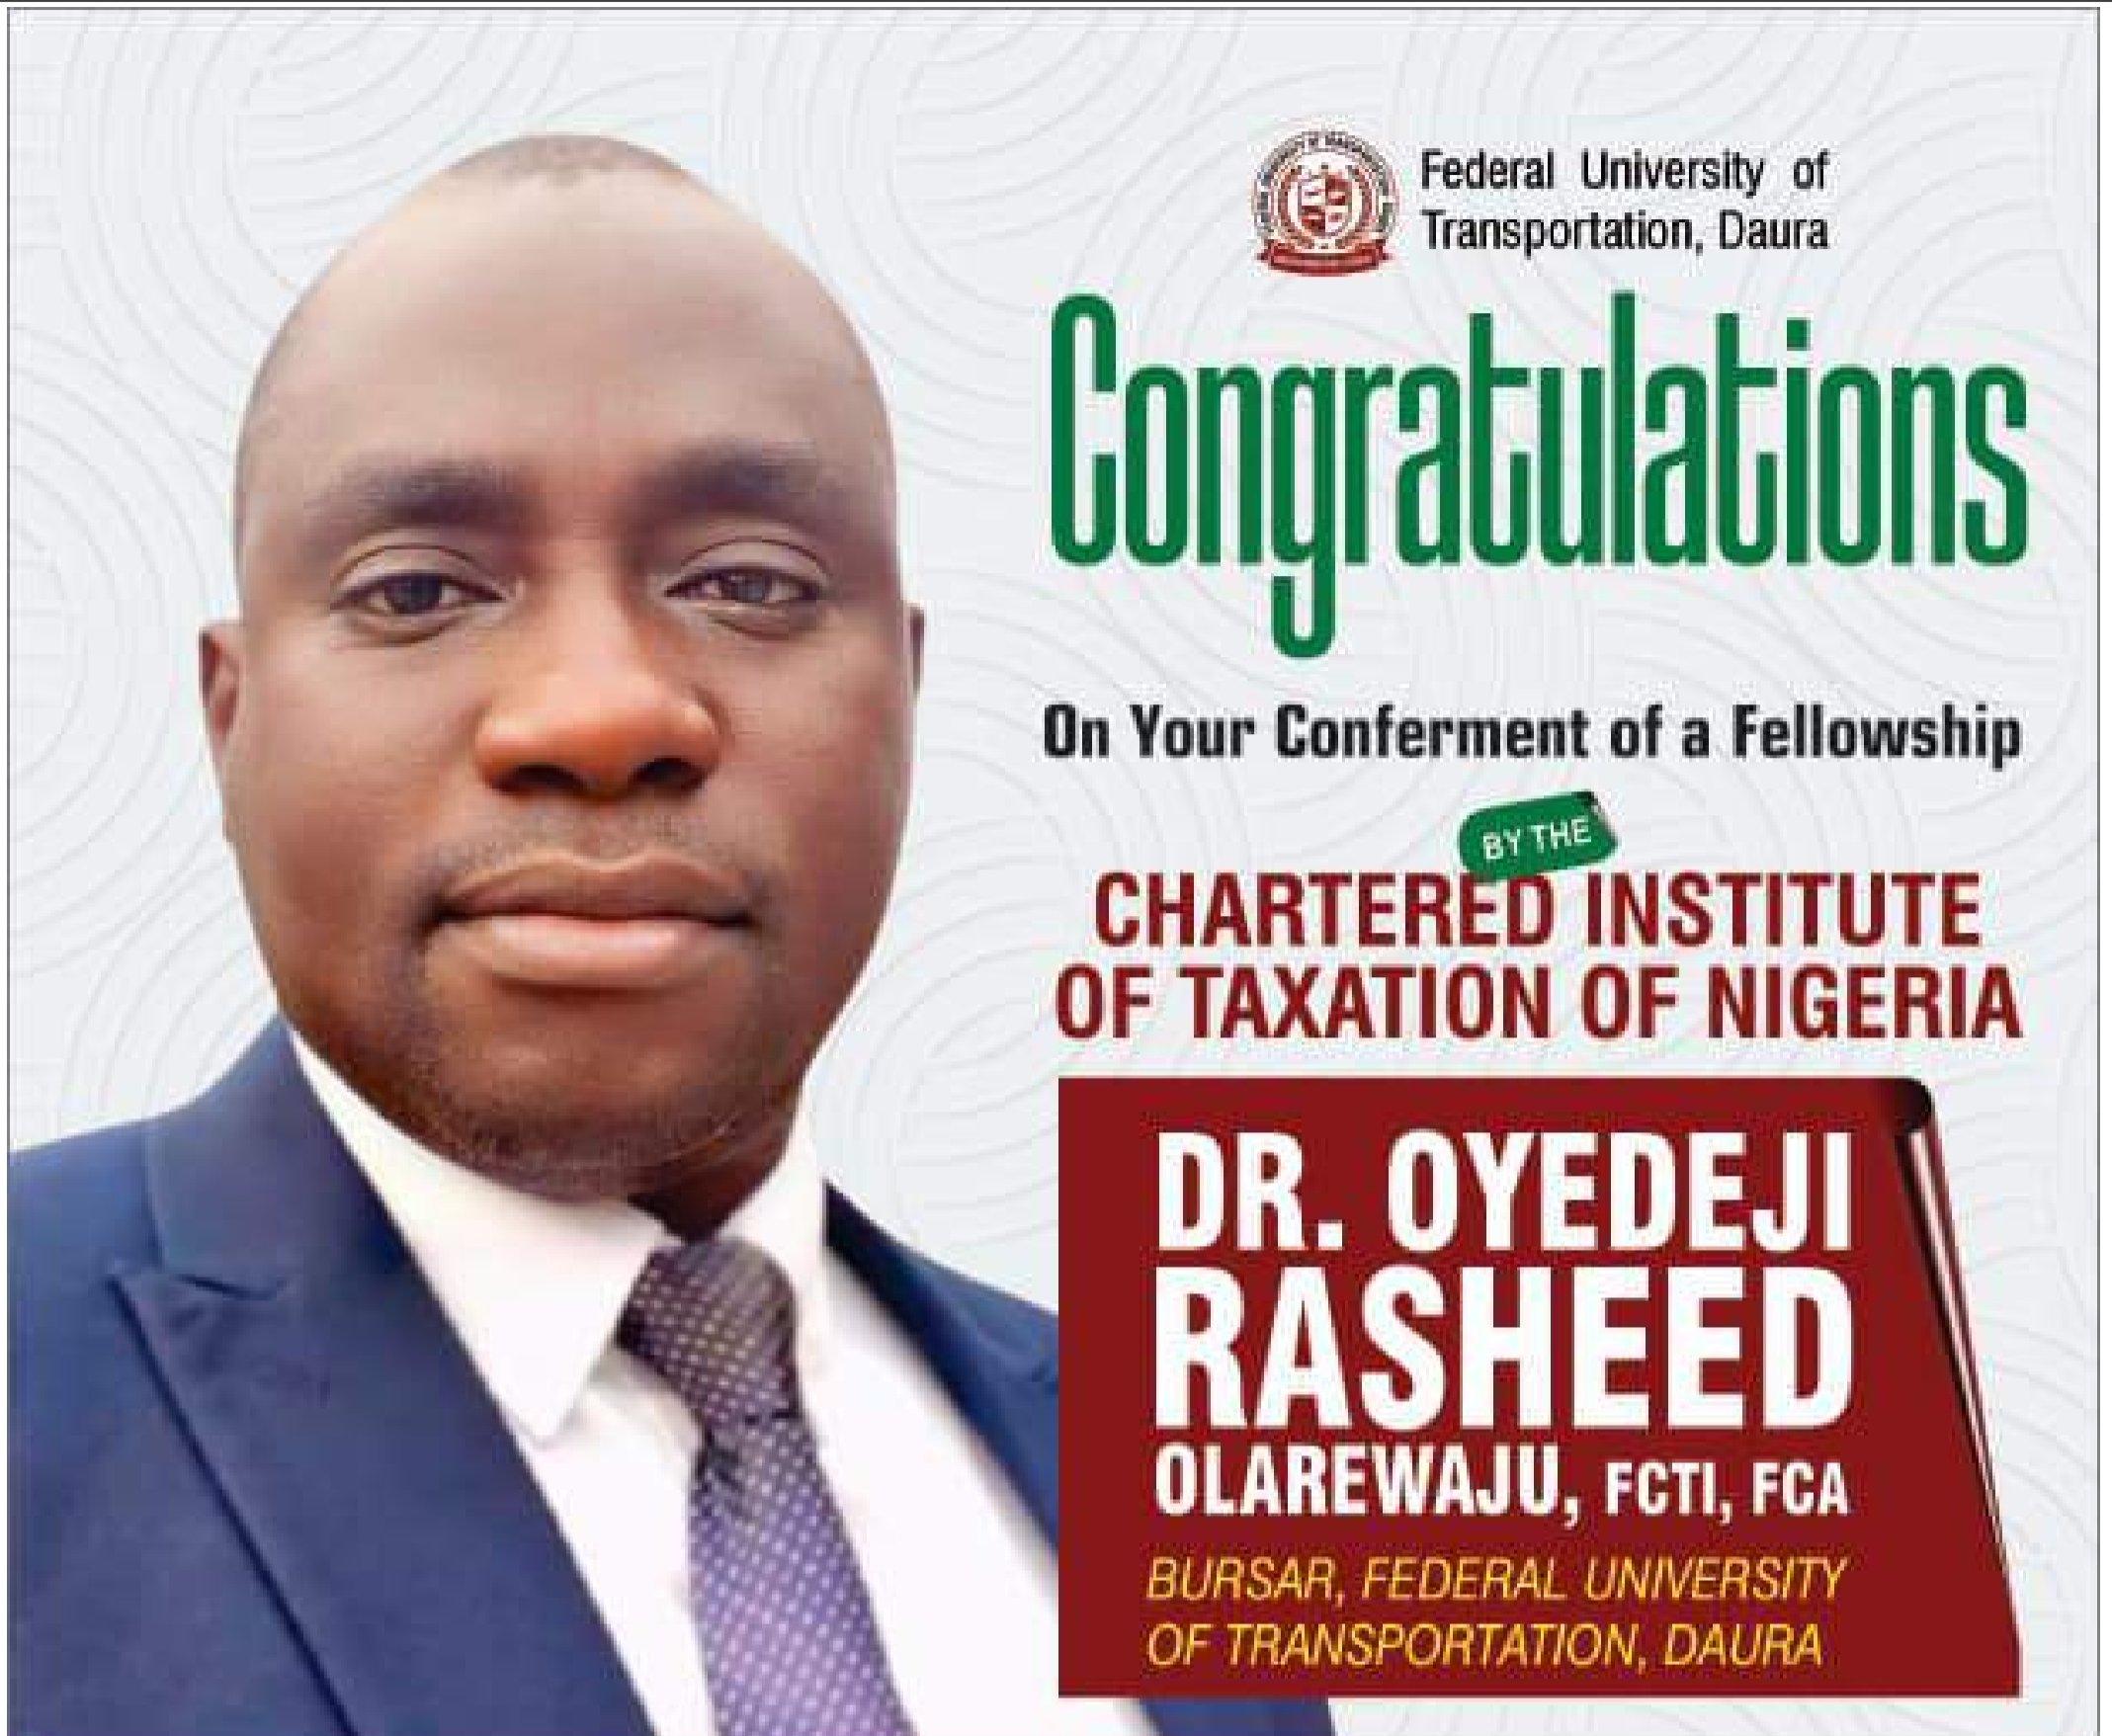 Federal University of
Transportation, Daura
Congratulations
On Your Conferment of a Fellowship
BY THE
CHARTERED INSTITUTE
OF TAXATION OF NIGERIA
DR. OYEDEJI
RASHEED
OLAREWAJU, FCTI, FCA
BURSAR, FEDERAL UNIVERSITY
OF TRANSPORTATION, DAURA